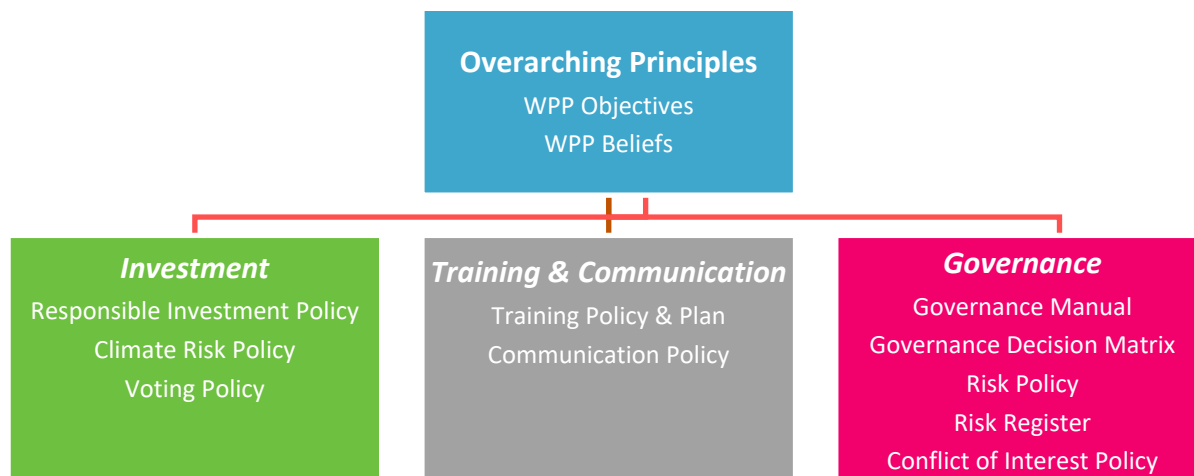 Overarching Principles
WPP Objectives
WPP Beliefs
Investment
Responsible Investment Policy
Climate Risk Policy
Voting Policy
Training & Communication
Training Policy & Plan
Communication Policy
Governance
Governance Manual
Governance Decision Matrix
Risk Policy
Risk Register
Conflict of Interest Policy